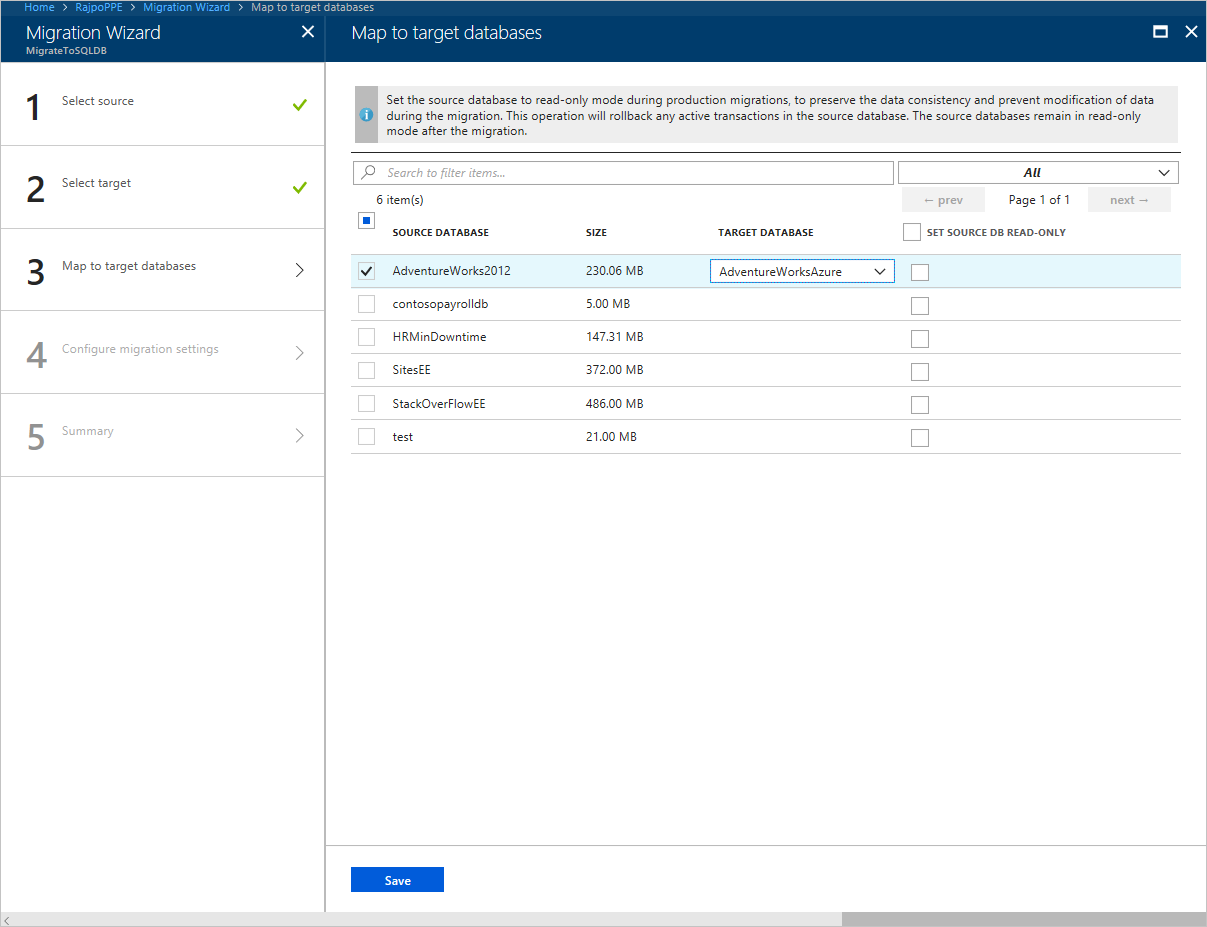 Home > RajpoPPE > Migration Wizard > Map to target databases
Migration Wizard
MigrateToSQLDB
1 Select source
2 Select target
3 Map to target databases
4 Configure migration settings
5 Summary
Map to target databases
Set the source database to read-only mode during production migrations, to preserve the data consistency and prevent modification of data
during the migration. This operation will rollback any active transactions in the source database. The source databases remain in read-only
mode after the migration.
Search to filter items... All
6 item(s) ← prev Page 1 of 1 next →
SOURCE DATABASE SIZE TARGET DATABASE SET SOURCE DB READ-ONLY
AdventureWorks2012 230.06 MB AdventureWorksAzure
contosopayrolldb 5.00 MB
HRMinDowntime 147.31 MB
SitesEE 372.00 MB
StackOverFlowEE 486.00 MB
test 21.00 MB
Save